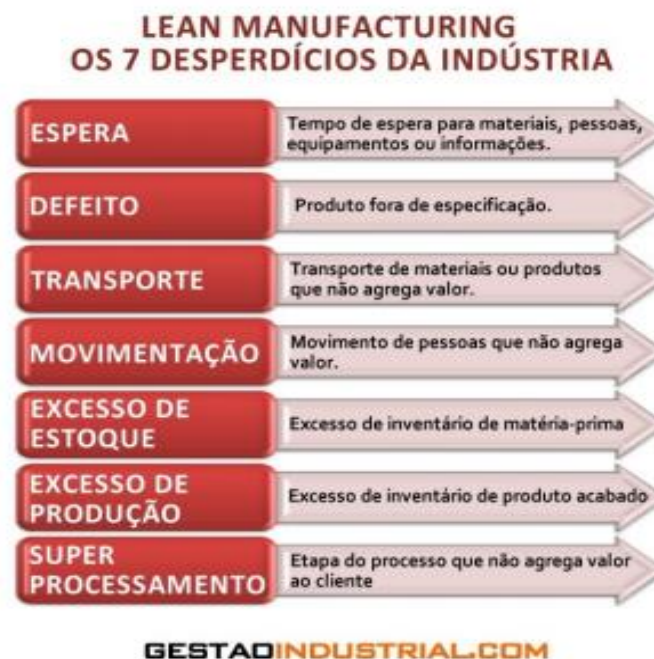 LEAN MANUFACTURING
OS 7 DESPERDÍCIOS DA INDÚSTRIA
ESPERA
Tempo de espera para materiais, pessoas,
equipamentos ou informações.
DEFEITO
Produto fora de especificação.
TRANSPORTE
Transporte de materiais ou produtos
que não agrega valor.
MOVIMENTAÇÃO
Movimento de pessoas que não agrega
valor.
EXCESSO DE
ESTOQUE
Excesso de inventário de matéria-prima
EXCESSO DE
PRODUÇÃO
Excesso de inventário de produto acabado
SUPER
PROCESSAMENTO
Etapa do processo que não agrega valor
ao cliente
GESTAOINDUSTRIAL.COM